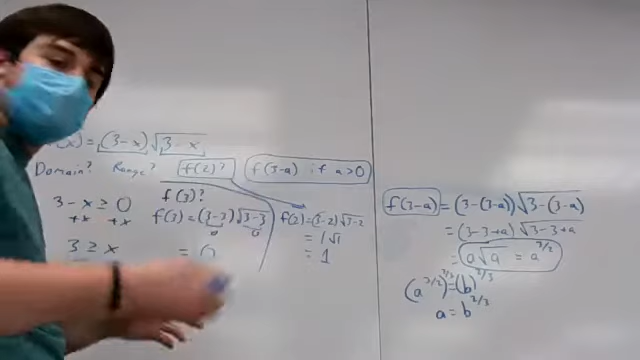 (x) = (3-x)√3-x
Domain? Range? f(2)? f(3-a) if a>0
3-x ≥ 0
+x +x
3 ≥ x
f(3)?
f(3) = (3-3)√3-3
0 0
= 0
f(2) = (3-2)√3-2
= 1√1
= 1
f(3-a) = (3-(3-a))√3-(3-a)
= (3-3+a)√3-3+a
= a√a = a^3/2
(a^3/2)^2/3 = (b)^2/3
a = b^2/3